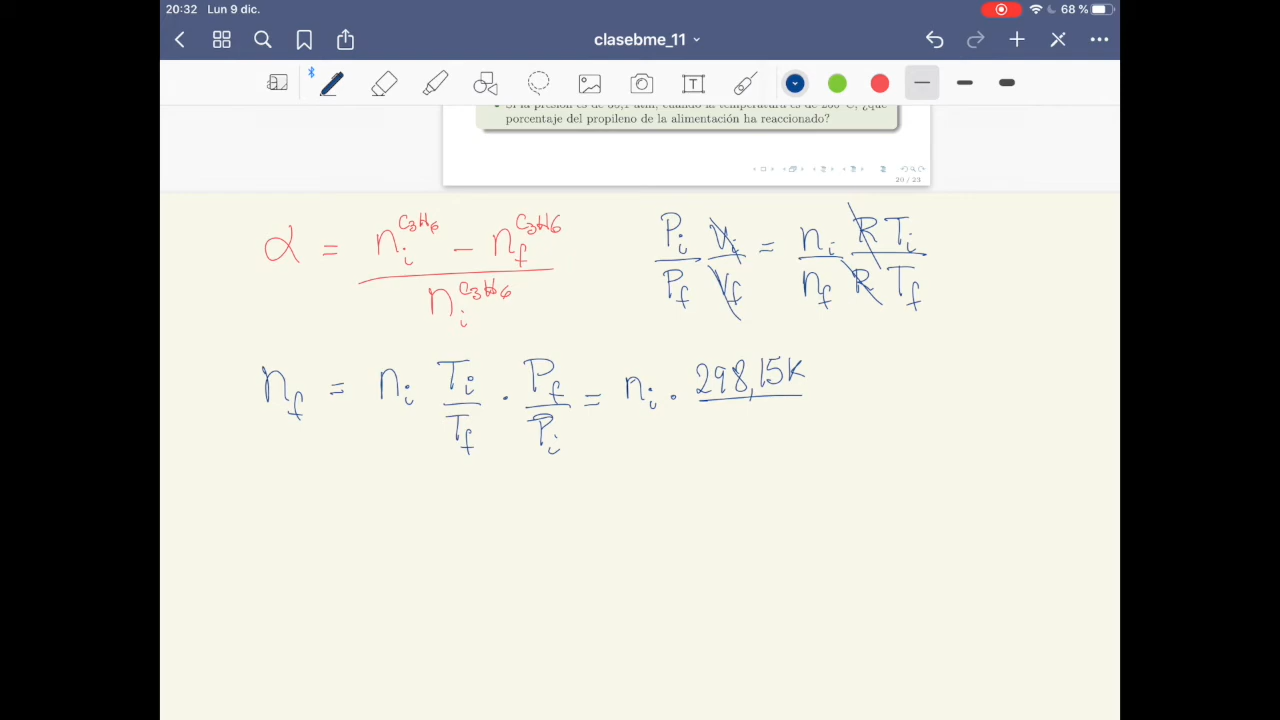 20:32 Lun 9 dic. 68 %
clasebme_11
porcentaje del propileno de la alimentación ha reaccionado?
20 / 23
α = (n_i^{C3H6} − n_f^{C3H6}) / n_i^{C3H6}
P_i V_i / P_f V_f = n_i R T_i / n_f R T_f
n_f = n_i T_i / T_f · P_f / P_i = n_i · 298,15K